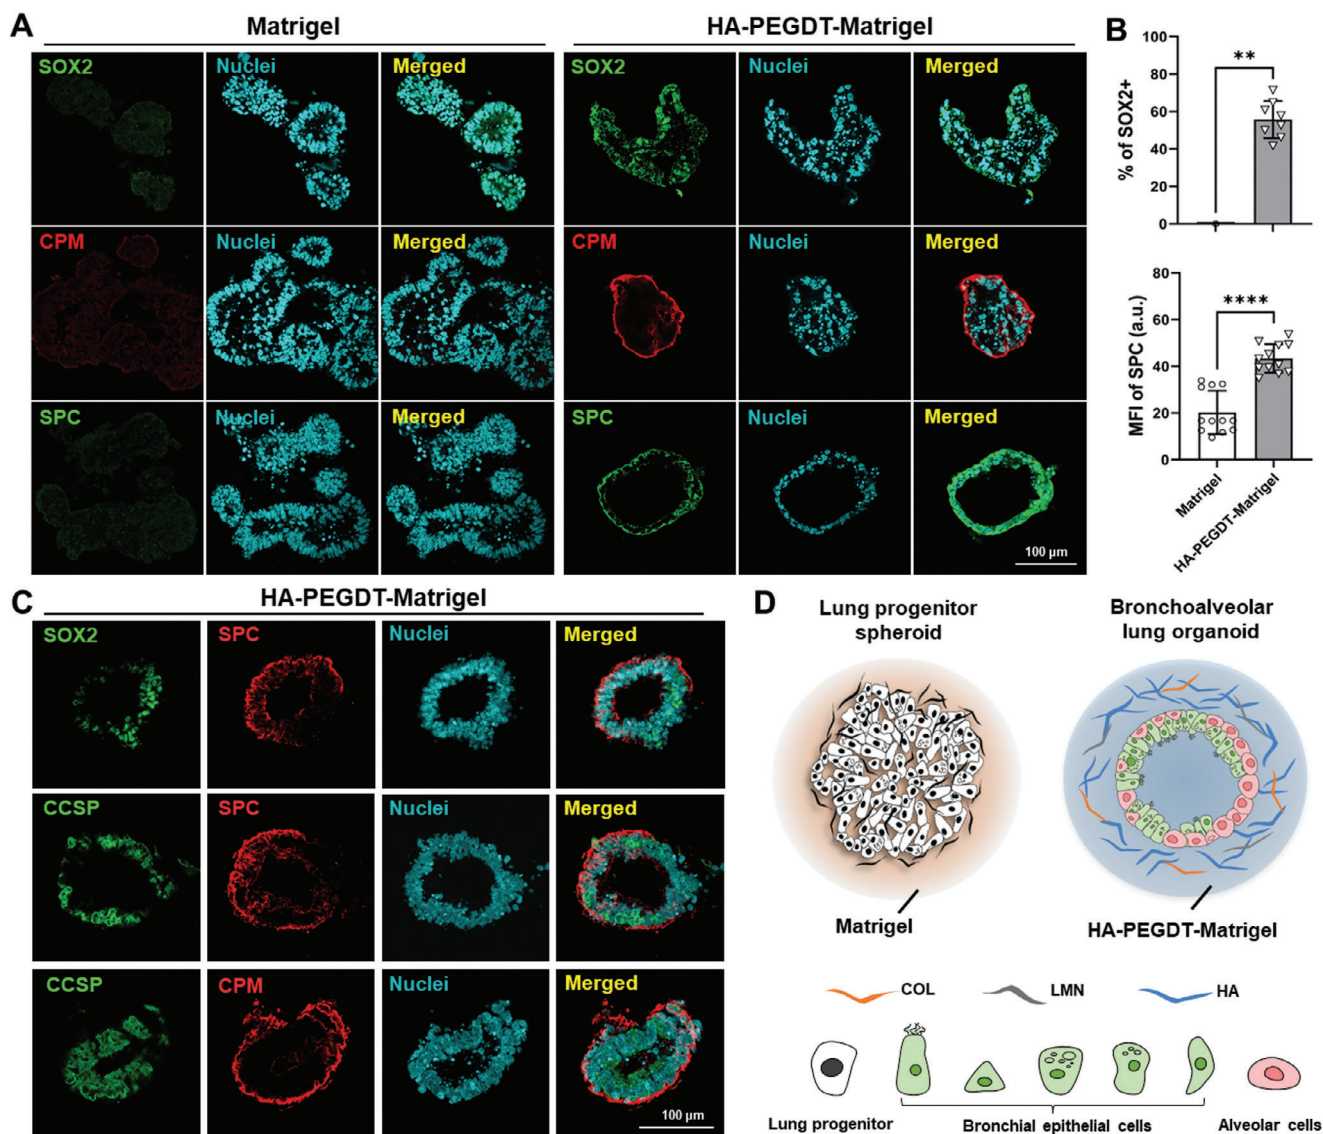 A
Matrigel
HA-PEGDT-Matrigel
SOX2
Nuclei
Merged
SOX2
Nuclei
Merged
CPM
Nuclei
Merged
CPM
Nuclei
Merged
SPC
Nuclei
Merged
SPC
Nuclei
Merged
100 µm
B
100
80
60
40
20
0
% of SOX2+
**
80
60
40
20
0
MFI of SPC (a.u.)
****
Matrigel
HA-PEGDT-Matrigel
C
HA-PEGDT-Matrigel
SOX2
SPC
Nuclei
Merged
CCSP
SPC
Nuclei
Merged
CCSP
CPM
Nuclei
Merged
100 µm
D
Lung progenitor
spheroid
Bronchoalveolar
lung organoid
Matrigel
HA-PEGDT-Matrigel
COL
LMN
HA
Lung progenitor
Bronchial epithelial cells
Alveolar cells